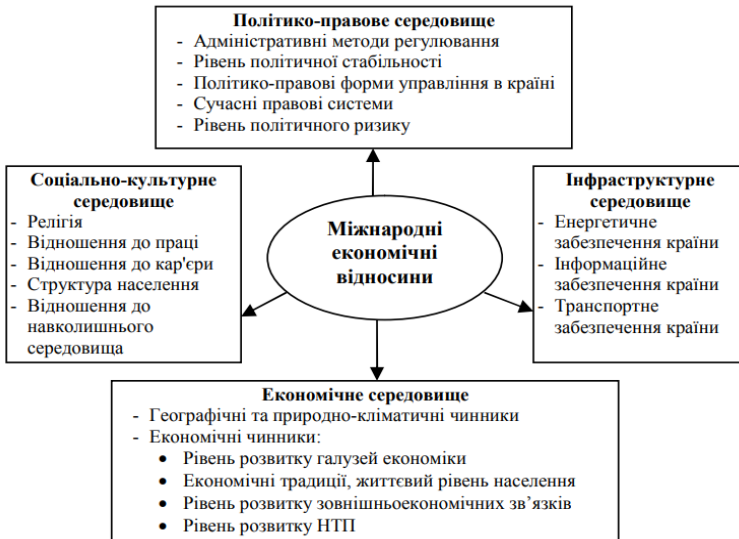 Політико-правове середовище
- Адміністративні методи регулювання
- Рівень політичної стабільності
- Політико-правові форми управління в країні
- Сучасні правові системи
- Рівень політичного ризику
Соціально-культурне
середовище
- Релігія
- Відношення до праці
- Відношення до кар'єри
- Структура населення
- Відношення до
навколишнього
середовища
Міжнародні
економічні
відносини
Інфраструктурне
середовище
- Енергетичне
забезпечення країни
- Інформаційне
забезпечення країни
- Транспортне
забезпечення країни
Економічне середовище
- Географічні та природно-кліматичні чинники
- Економічні чинники:
• Рівень розвитку галузей економіки
• Економічні традиції, життєвий рівень населення
• Рівень розвитку зовнішньоекономічних зв’язків
• Рівень розвитку НТП